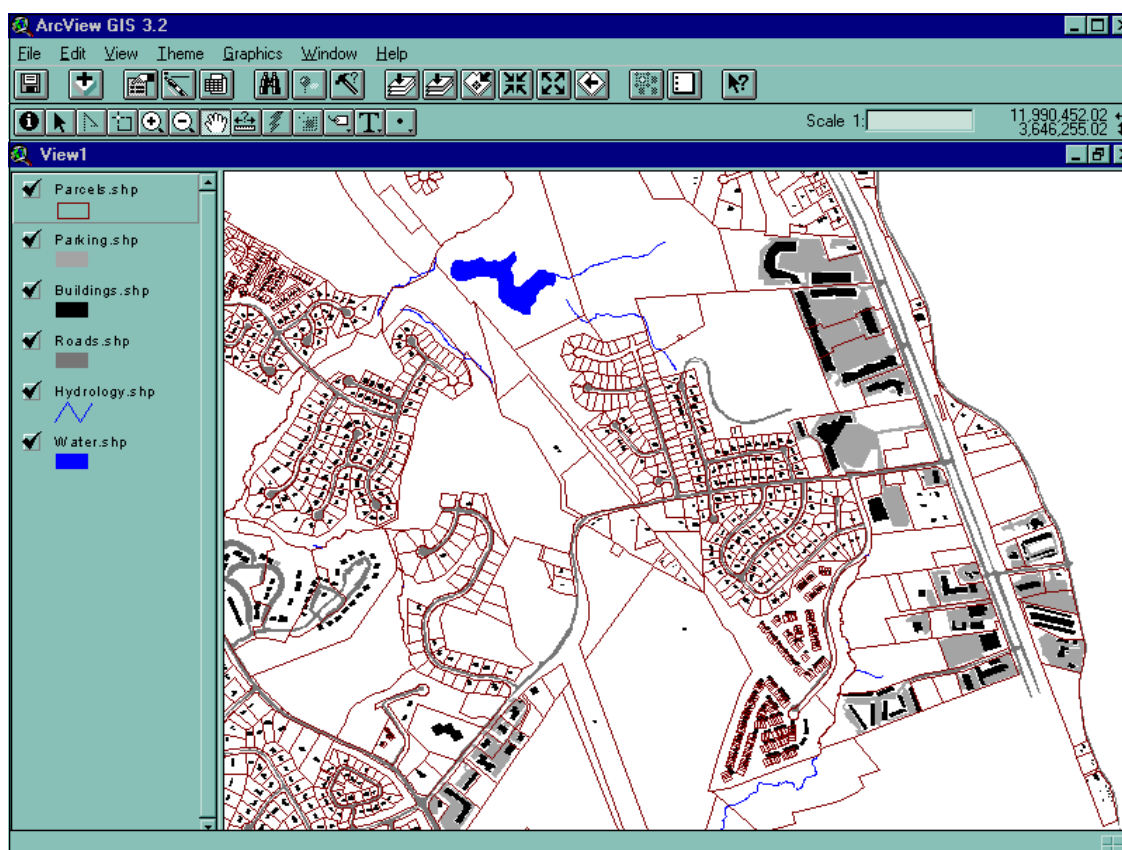 ArcView GIS 3.2
File Edit View Theme Graphics Window Help
Scale 1:
11,990,452.02
3,646,255.02
View1
Parcels.shp
Parking.shp
Buildings.shp
Roads.shp
Hydrology.shp
Water.shp